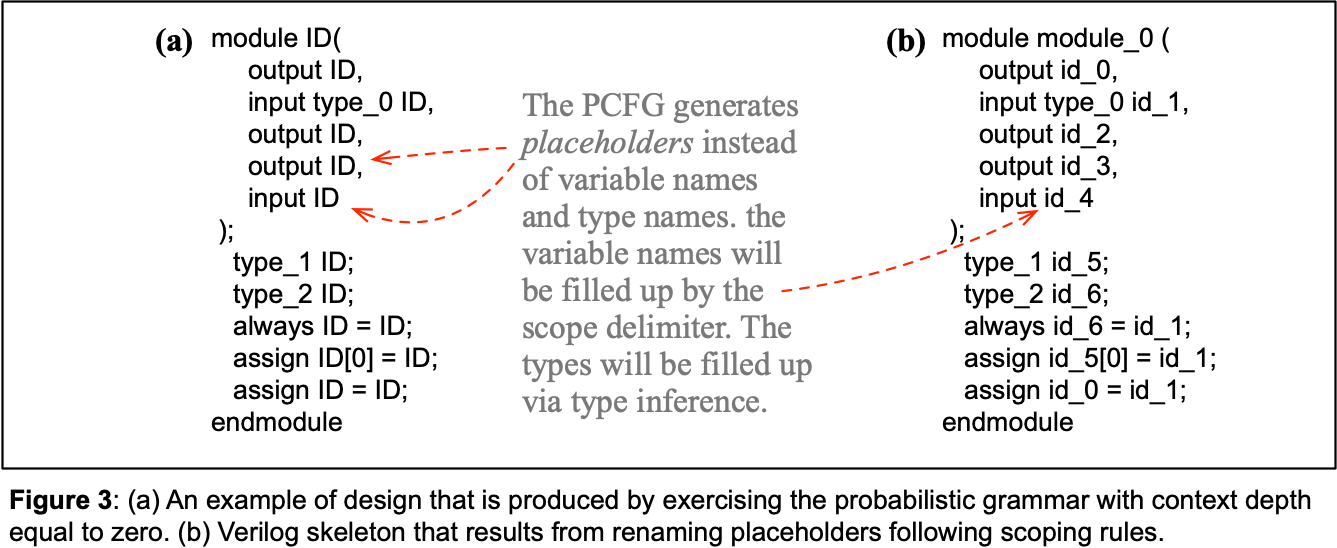 (a) module ID(
output ID,
input type_0 ID,
output ID,
output ID,
input ID
);
type_1 ID;
type_2 ID;
always ID = ID;
assign ID[0] = ID;
assign ID = ID;
endmodule
The PCFG generates
placeholders instead
of variable names
and type names. the
variable names will
be filled up by the
scope delimiter. The
types will be filled up
via type inference.
(b) module module_0 (
output id_0,
input type_0 id_1,
output id_2,
output id_3,
input id_4
);
type_1 id_5;
type_2 id_6;
always id_6 = id_1;
assign id_5[0] = id_1;
assign id_0 = id_1;
endmodule
Figure 3: (a) An example of design that is produced by exercising the probabilistic grammar with context depth
equal to zero. (b) Verilog skeleton that results from renaming placeholders following scoping rules.